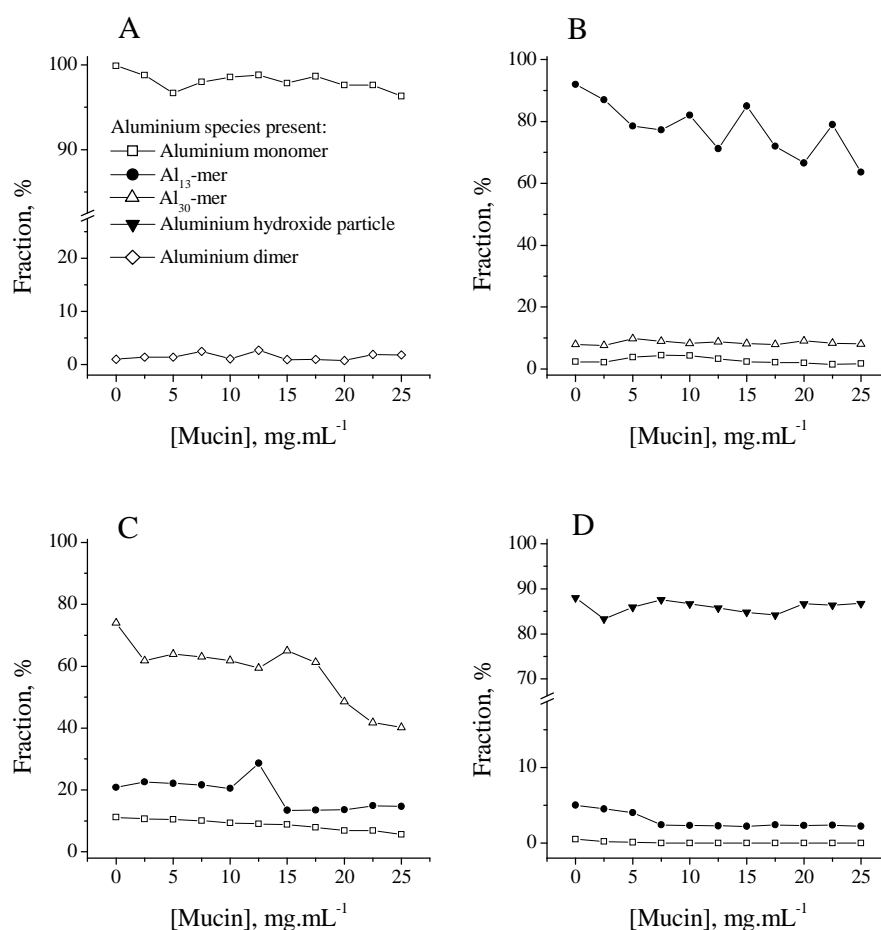 A
100
90
20
10
0
Fraction, %
Aluminium species present:
Aluminium monomer
Al13-mer
Al30-mer
Aluminium hydroxide particle
Aluminium dimer
0 5 10 15 20 25
[Mucin], mg.mL-1
B
100
80
60
40
20
0
Fraction, %
0 5 10 15 20 25
[Mucin], mg.mL-1
C
100
80
60
40
20
0
Fraction, %
0 5 10 15 20 25
[Mucin], mg.mL-1
D
100
90
80
70
10
0
Fraction, %
0 5 10 15 20 25
[Mucin], mg.mL-1